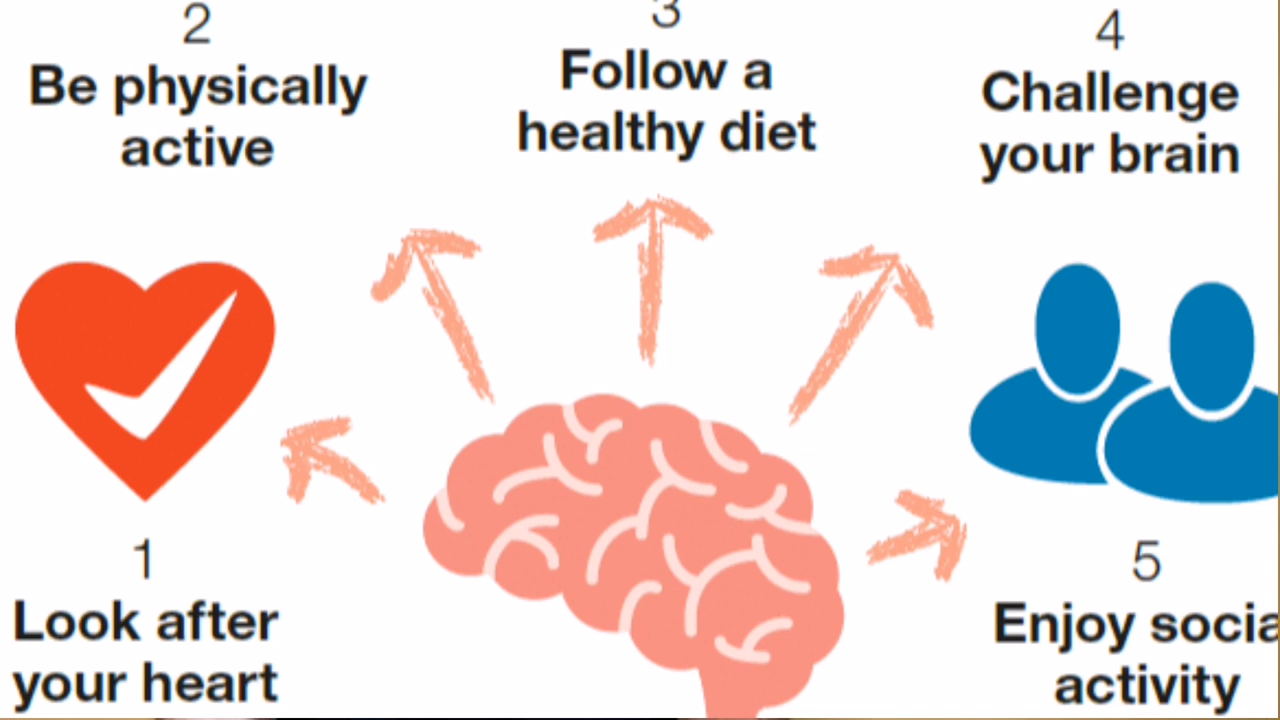 2
Be physically
active
3
Follow a
healthy diet
4
Challenge
your brain
1
Look after
your heart
5
Enjoy socia
activity